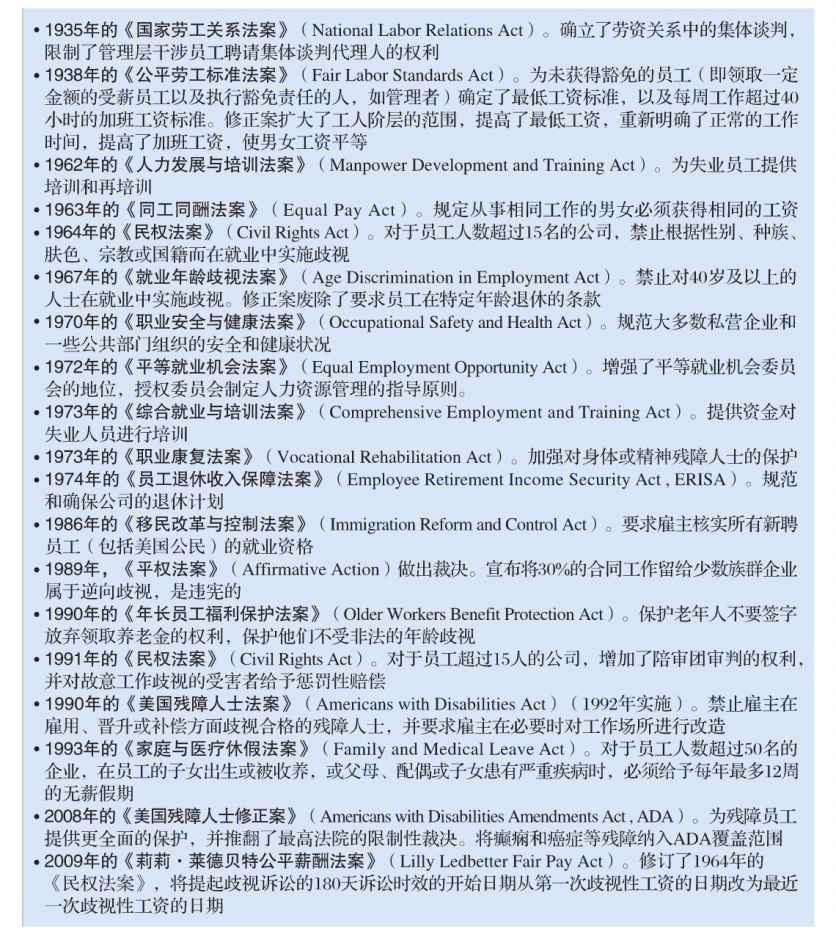 • 1935年的《国家劳工关系法案》（National Labor Relations Act）。确立了劳资关系中的集体谈判，
限制了管理层干涉员工聘请集体谈判代理人的权利
• 1938年的《公平劳工标准法案》（Fair Labor Standards Act）。为未获得豁免的员工（即领取一定
金额的受薪员工以及执行豁免责任的人，如管理者）确定了最低工资标准，以及每周工作超过40
小时的加班工资标准。修正案扩大了工人阶层的范围，提高了最低工资，重新明确了正常的工作
时间，提高了加班工资，使男女工资平等
• 1962年的《人力发展与培训法案》（Manpower Development and Training Act）。为失业员工提供
培训和再培训
• 1963年的《同工同酬法案》（Equal Pay Act）。规定从事相同工作的男女必须获得相同的工资
• 1964年的《民权法案》（Civil Rights Act）。对于员工人数超过15名的公司，禁止根据性别、种族、
肤色、宗教或国籍而在就业中实施歧视
• 1967年的《就业年龄歧视法案》（Age Discrimination in Employment Act）。禁止对40岁及以上的
人士在就业中实施歧视。修正案废除了要求员工在特定年龄退休的条款
• 1970年的《职业安全与健康法案》（Occupational Safety and Health Act）。规范大多数私营企业和
一些公共部门组织的安全和健康状况
• 1972年的《平等就业机会法案》（Equal Employment Opportunity Act）。增强了平等就业机会委员
会的地位，授权委员会制定人力资源管理的指导原则。
• 1973年的《综合就业与培训法案》（Comprehensive Employment and Training Act）。提供资金对
失业人员进行培训
• 1973年的《职业康复法案》（Vocational Rehabilitation Act）。加强对身体或精神残障人士的保护
• 1974年的《员工退休收入保障法案》（Employee Retirement Income Security Act , ERISA）。规范
和确保公司的退休计划
• 1986年的《移民改革与控制法案》（Immigration Reform and Control Act）。要求雇主核实所有新聘
员工（包括美国公民）的就业资格
• 1989年，《平权法案》（Affirmative Action）做出裁决。宣布将30%的合同工作留给少数族群企业
属于逆向歧视，是违宪的
• 1990年的《年长员工福利保护法案》（Older Workers Benefit Protection Act）。保护老年人不要签字
放弃领取养老金的权利，保护他们不受非法的年龄歧视
• 1991年的《民权法案》（Civil Rights Act）。对于员工超过15人的公司，增加了陪审团审判的权利，
并对故意工作歧视的受害者给予惩罚性赔偿
• 1990年的《美国残障人士法案》（Americans with Disabilities Act）（1992年实施）。禁止雇主在
雇用、晋升或补偿方面歧视合格的残障人士，并要求雇主在必要时对工作场所进行改造
• 1993年的《家庭与医疗休假法案》（Family and Medical Leave Act）。对于员工人数超过50名的
企业，在员工的子女出生或被收养，或父母、配偶或子女患有严重疾病时，必须给予每年最多12周
的无薪假期
• 2008年的《美国残障人士修正案》（Americans with Disabilities Amendments Act , ADA）。为残障员工
提供更全面的保护，并推翻了最高法院的限制性裁决。将癫痫和癌症等残障纳入ADA覆盖范围
• 2009年的《莉莉·莱德贝特公平薪酬法案》（Lilly Ledbetter Fair Pay Act）。修订了1964年的
《民权法案》，将提起歧视诉讼的180天诉讼时效的开始日期从第一次歧视性工资的日期改为最近
一次歧视性工资的日期